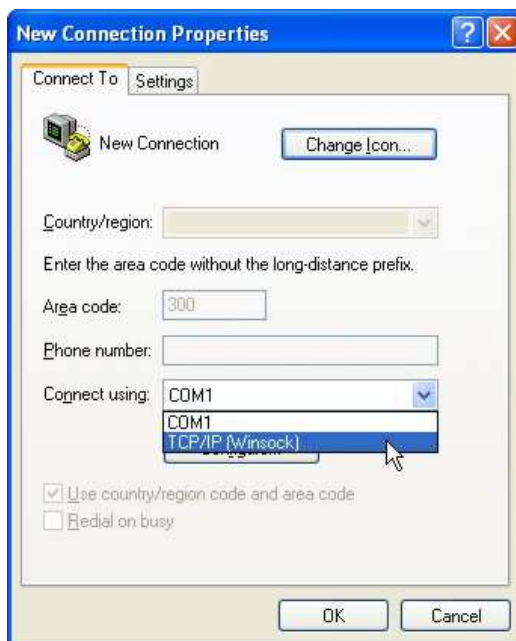 New Connection Properties
Connect To Settings
New Connection Change Icon...
Country/region:
Enter the area code without the long-distance prefix.
Area code: 300
Phone number:
Connect using: COM1
COM1
TCP/IP (Winsock)
Use country/region code and area code
Redial on busy
OK Cancel